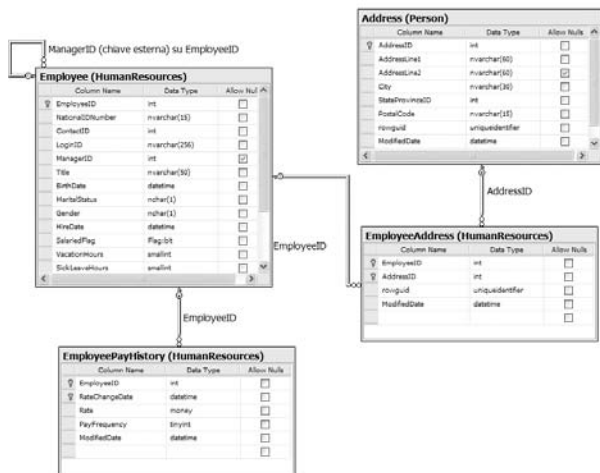 ManagerID (chiave esterna) su EmployeeID
Employee (HumanResources)
Column Name Data Type Allow Nul
EmployeeID int
NationalIDNumber nvarchar(15)
ContactID int
LoginID nvarchar(256)
ManagerID int
Title nvarchar(50)
BirthDate datetime
MaritalStatus nchar(1)
Gender nchar(1)
HireDate datetime
SalariedFlag Flag:bit
VacationHours smallint
SickLeaveHours smallint
Address (Person)
Column Name Data Type Allow Nulls
AddressID int
AddressLine1 nvarchar(60)
AddressLine2 nvarchar(60)
City nvarchar(30)
StateProvinceID int
PostalCode nvarchar(15)
rowguid uniqueidentifier
ModifiedDate datetime
AddressID
EmployeeID
EmployeeAddress (HumanResources)
Column Name Data Type Allow Nulls
EmployeeID int
AddressID int
rowguid uniqueidentifier
ModifiedDate datetime
EmployeeID
EmployeePayHistory (HumanResources)
Column Name Data Type Allow Nulls
EmployeeID int
RateChangeDate datetime
Rate money
PayFrequency tinyint
ModifiedDate datetime